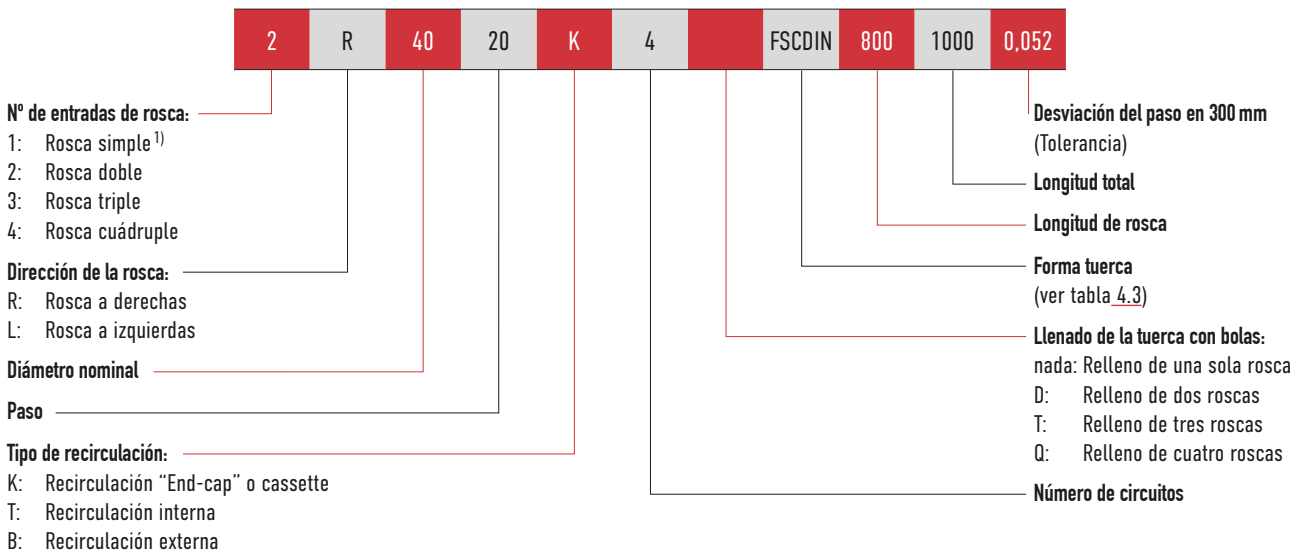 2 R 40 20 K 4 FSCDIN 800 1000 0,052
Nº de entradas de rosca:
1: Rosca simple 1)
2: Rosca doble
3: Rosca triple
4: Rosca cuádruple
Dirección de la rosca:
R: Rosca a derechas
L: Rosca a izquierdas
Diámetro nominal
Paso
Tipo de recirculación:
K: Recirculación “End-cap” o cassette
T: Recirculación interna
B: Recirculación externa
Desviación del paso en 300 mm
(Tolerancia)
Longitud total
Longitud de rosca
Forma tuerca
(ver tabla 4.3)
Llenado de la tuerca con bolas:
nada: Relleno de una sola rosca
D: Relleno de dos roscas
T: Relleno de tres roscas
Q: Relleno de cuatro roscas
Número de circuitos